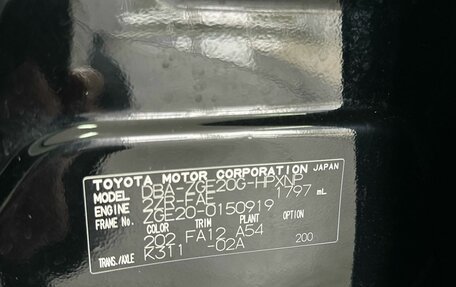 TOYOTA MOTOR CORPORATION JAPAN
MODEL DBA-ZGE20G-HPXNP
ENGINE 2ZR-FAE 1797 mL
FRAME No. ZGE20-0150919
COLOR TRIM PLANT OPTION
202 FA12 A54 200
TRANS./AXLE K311 -02A